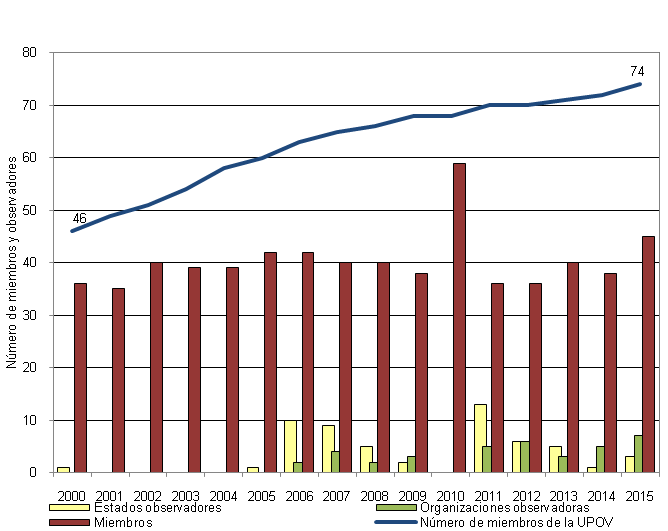 80
70
60
50
40
30
20
10
0
Número de miembros y observadores
46
74
2000 2001 2002 2003 2004 2005 2006 2007 2008 2009 2010 2011 2012 2013 2014 2015
Estados observadores Organizaciones observadoras
Miembros Número de miembros de la UPOV